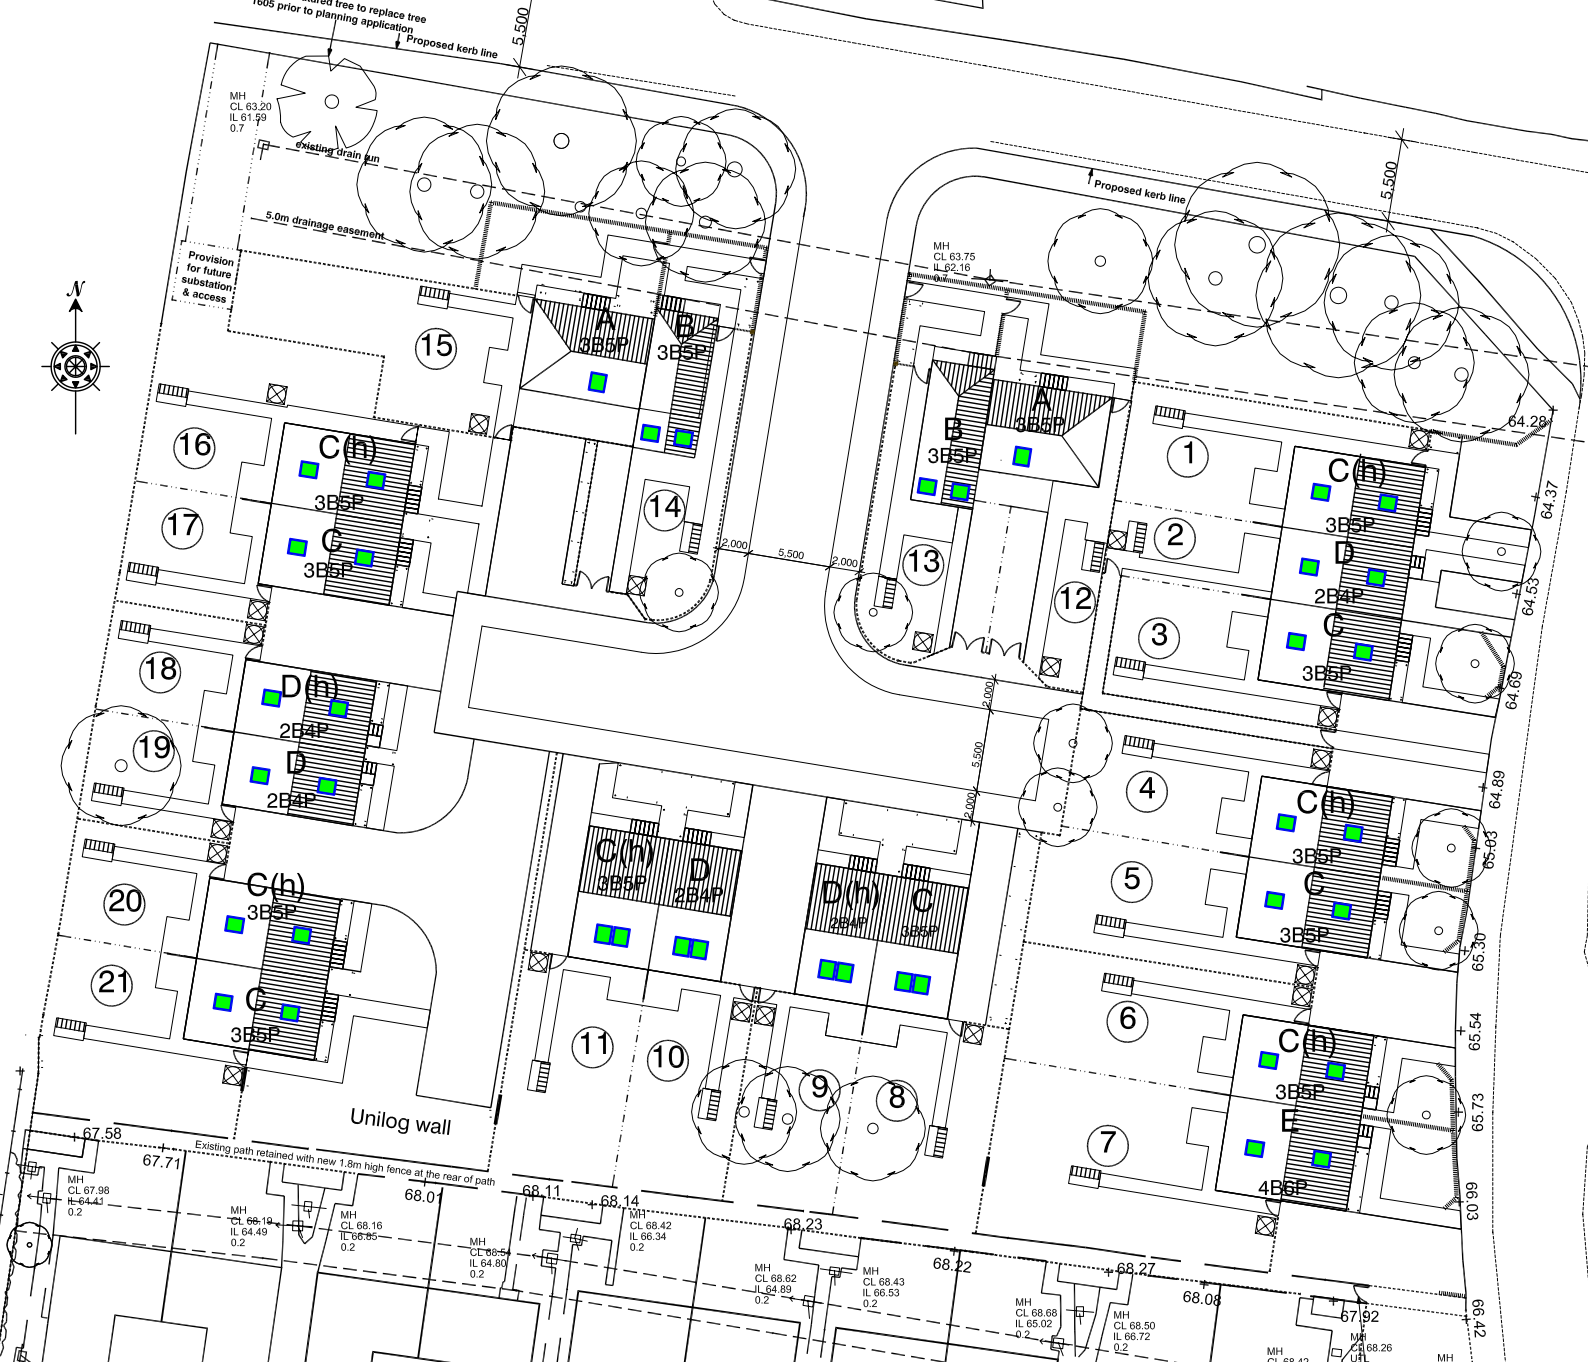 tured tree to replace tree
1605 prior to planning application
Proposed kerb line
5.500
MH
CL 63.20
IL 61.59
0.7
existing drain run
5.0m drainage easement
Provision
for future
substation
& access
N
Proposed kerb line
5.500
MH
CL 63.75
IL 62.16
0.7
15
A
3B5P
B
3B5P
16
C(h)
3B5P
17
C
3B5P
14
2,000
5,500
2,000
B
3B5P
A
3B5P
13
12
1
C(h)
3B5P
2
D
2B4P
3
C
3B5P
64.28
64.37
64.53
64.69
18
D(h)
2B4P
19
D
2B4P
2,000
5,500
2,000
4
C(h)
3B5P
5
C
3B5P
64.89
65.03
65.30
20
C(h)
3B5P
21
C
3B5P
C(h)
3B5P
D
2B4P
D(h)
2B4P
C
3B5P
11
10
9
8
6
C(h)
3B5P
7
E
4B6P
65.54
65.73
66.03
66.42
Unilog wall
Existing path retained with new 1.8m high fence at the rear of path
67.58
67.71
68.01
68.11
68.14
68.23
68.22
68.27
68.08
67.92
MH
CL 67.98
IL 64.41
0.2
MH
CL 68.19
IL 64.49
0.2
MH
CL 68.16
IL 66.85
0.2
MH
CL 68.54
IL 64.80
0.2
MH
CL 68.42
IL 66.34
0.2
MH
CL 68.62
IL 64.89
0.2
MH
CL 68.43
IL 66.53
0.2
MH
CL 68.68
IL 65.02
0.2
MH
CL 68.50
IL 66.72
0.2
MH
CL 68.26
MH
MH